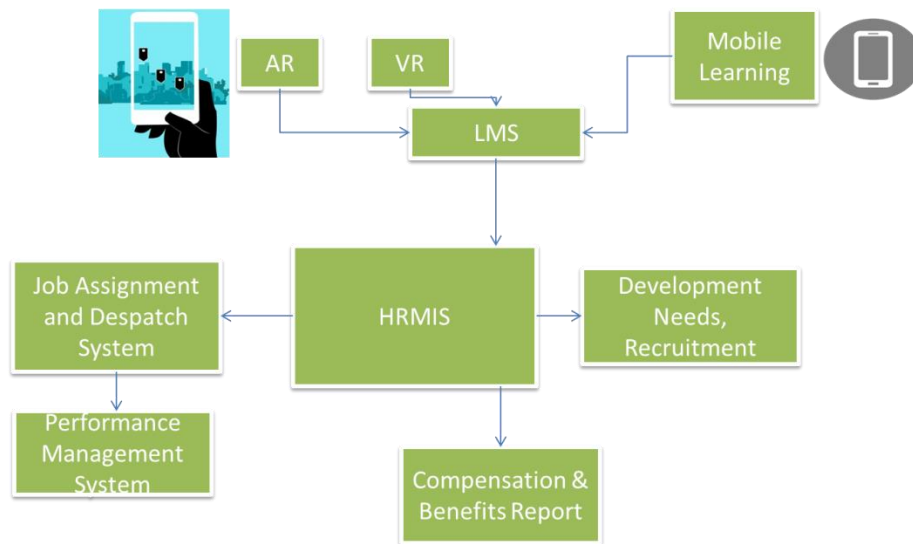 AR
VR
Mobile
Learning
LMS
Job Assignment
and Despatch
System
HRMIS
Development
Needs,
Recruitment
Performance
Management
System
Compensation &
Benefits Report